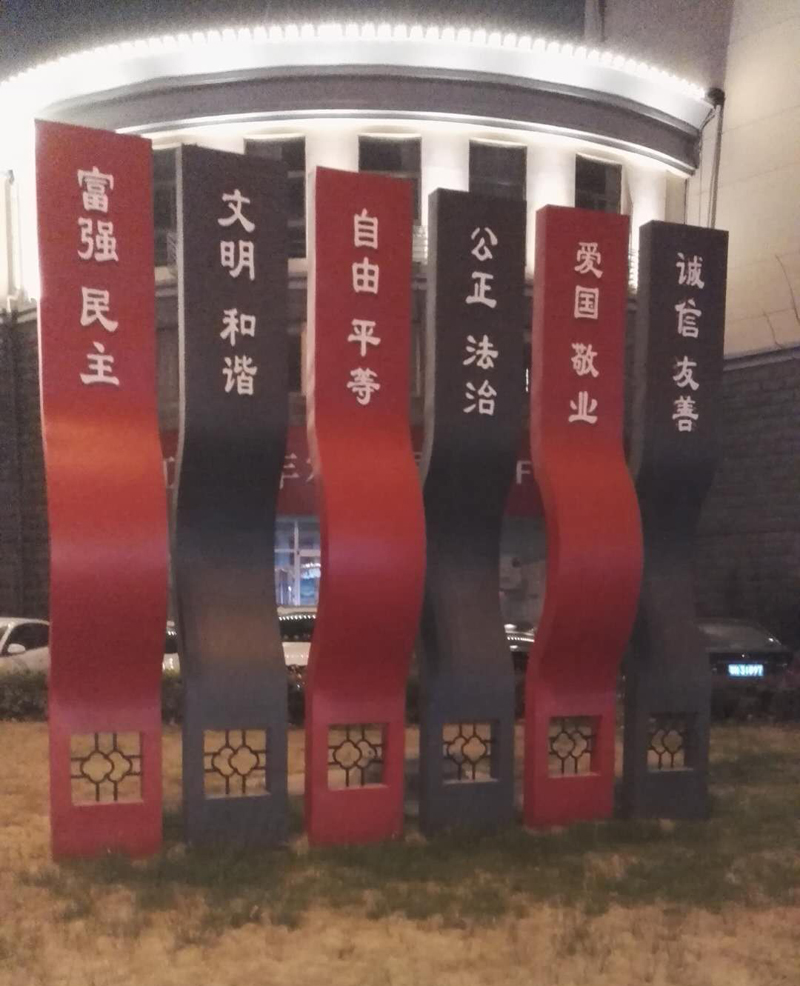 富强 民主
文明 和谐
自由 平等
公正 法治
爱国 敬业
诚信 友善